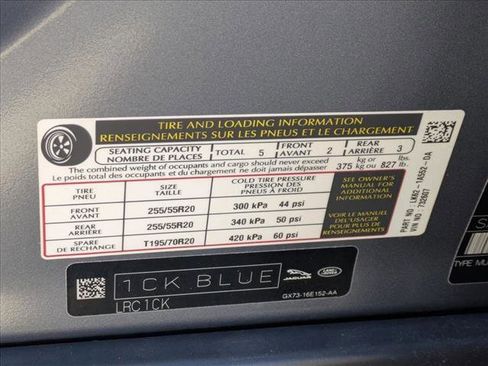 TIRE AND LOADING INFORMATION
RENSEIGNEMENTS SUR LES PNEUS ET LE CHARGEMENT
SEATING CAPACITY
NOMBRE DE PLACES
TOTAL 5
FRONT
AVANT 2
REAR
ARRIÈRE 3
The combined weight of occupants and cargo should never exceed
Le poids total des occupants et du chargement ne doit jamais dépasser
375 kg or/ou 827 lbs./lb.
TIRE
PNEU
SIZE
TAILLE
COLD TIRE PRESSURE
PRESSION DES
PNEUS À FROID
FRONT
AVANT
255/55R20
300 kPa 44 psi
REAR
ARRIÈRE
255/55R20
340 kPa 50 psi
SPARE
DE RECHANGE
T195/70R20
420 kPa 60 psi
SEE OWNER'S
MANUAL FOR
ADDITIONAL
INFORMATION
VOIR LE MANUEL
DE L'USAGER
POUR PLUS DE
RENSEIGNEMENTS
1CK BLUE
LRC1CK
JAGUAR
LAND ROVER
GX73-16E152-AA
TYPE